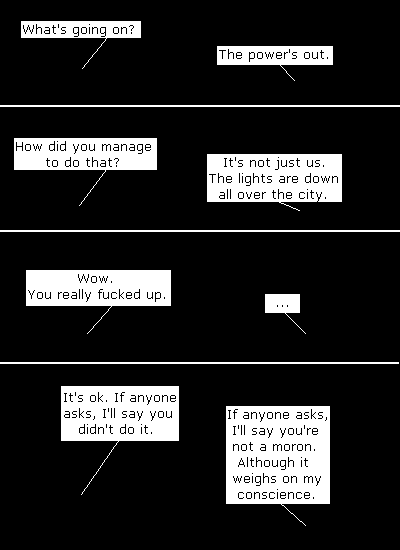 What's going on?
The power's out.
How did you manage
to do that?
It's not just us.
The lights are down
all over the city.
Wow.
You really fucked up.
...
It's ok. If anyone
asks, I'll say you
didn't do it.
If anyone asks,
I'll say you're
not a moron.
Although it
weighs on my
conscience.